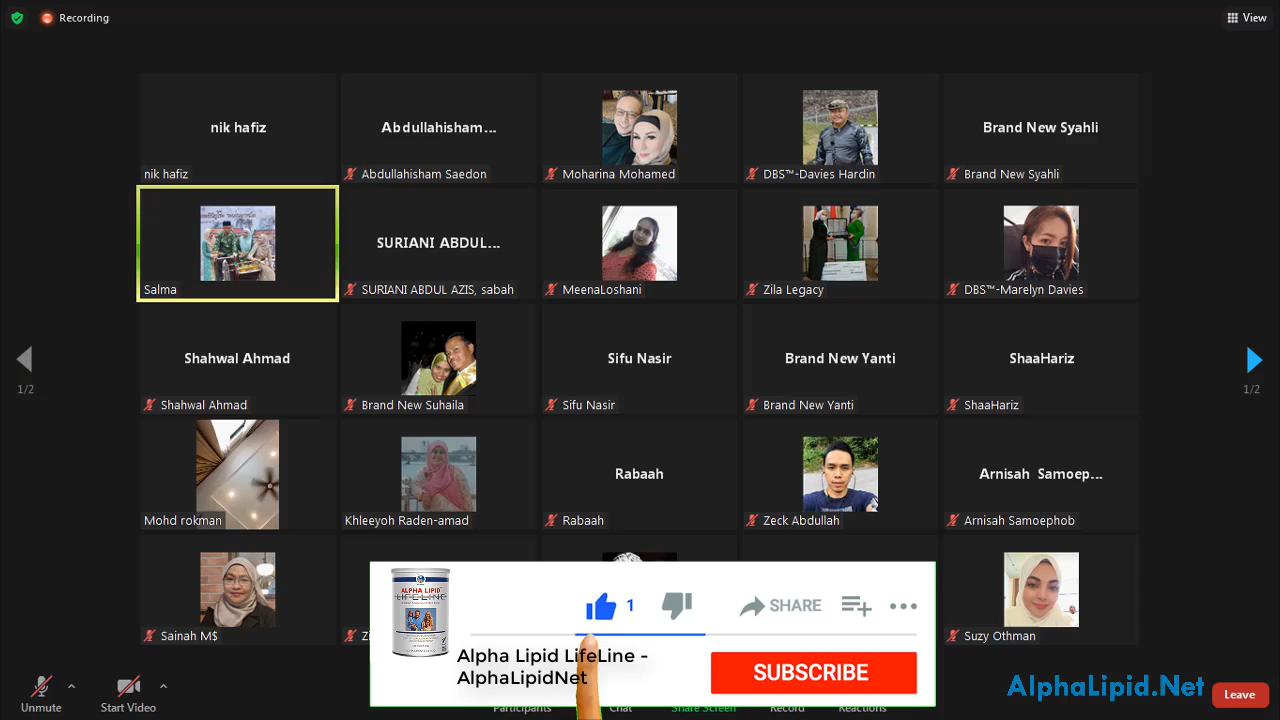 Recording
View
nik hafiz
nik hafiz
Abdullahisham...
Abdullahisham Saedon
Moharina Mohamed
DBS™-Davies Hardin
Brand New Syahli
Brand New Syahli
Salma
SURIANI ABDUL...
SURIANI ABDUL AZIS, sabah
MeenaLoshani
Zila Legacy
DBS™-Marelyn Davies
Shahwal Ahmad
Shahwal Ahmad
Brand New Suhaila
Sifu Nasir
Sifu Nasir
Brand New Yanti
Brand New Yanti
ShaaHariz
ShaaHariz
1/2
1/2
Mohd rokman
Khleeyoh Raden-amad
Rabaah
Rabaah
Zeck Abdullah
Arnisah Samoep...
Arnisah Samoephob
Sainah M$
Suzy Othman
ALPHA LIPID
LIFELINE
1
SHARE
Alpha Lipid LifeLine -
AlphaLipidNet
SUBSCRIBE
AlphaLipid.Net
Unmute
Start Video
Participants
Chat
Share Screen
Record
Reactions
Leave